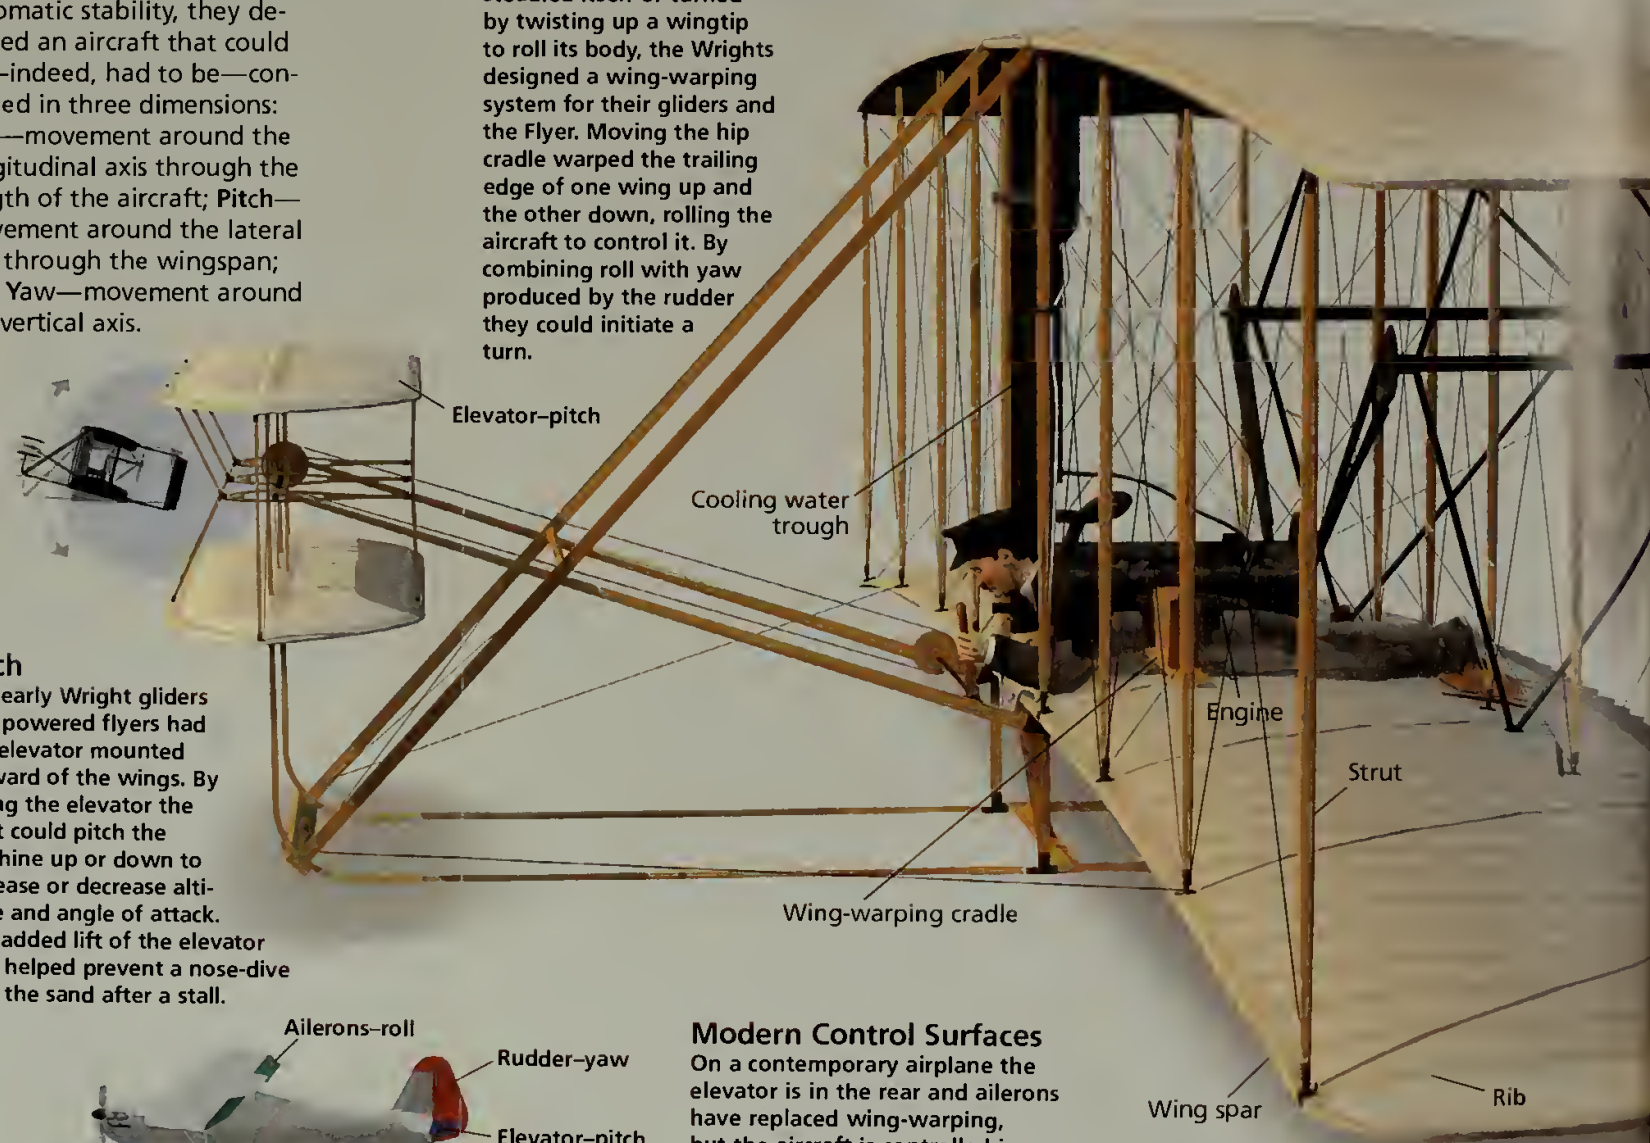 omatic stability, they de-
ed an aircraft that could
-indeed, had to be—con-
ed in three dimensions:
—movement around the
gitudinal axis through the
gth of the aircraft; Pitch—
vement around the lateral
through the wingspan;
Yaw—movement around
vertical axis.
by twisting up a wingtip
to roll its body, the Wrights
designed a wing-warping
system for their gliders and
the Flyer. Moving the hip
cradle warped the trailing
edge of one wing up and
the other down, rolling the
aircraft to control it. By
combining roll with yaw
produced by the rudder
they could initiate a
turn.
Elevator–pitch
Cooling water
trough
Engine
Strut
Wing-warping cradle
Wing spar
Rib
ch
early Wright gliders
powered flyers had
elevator mounted
ward of the wings. By
ng the elevator the
t could pitch the
hine up or down to
ease or decrease alti-
e and angle of attack.
added lift of the elevator
helped prevent a nose-dive
the sand after a stall.
Ailerons–roll
Rudder–yaw
Elevator–pitch
Modern Control Surfaces
On a contemporary airplane the
elevator is in the rear and ailerons
have replaced wing-warping,